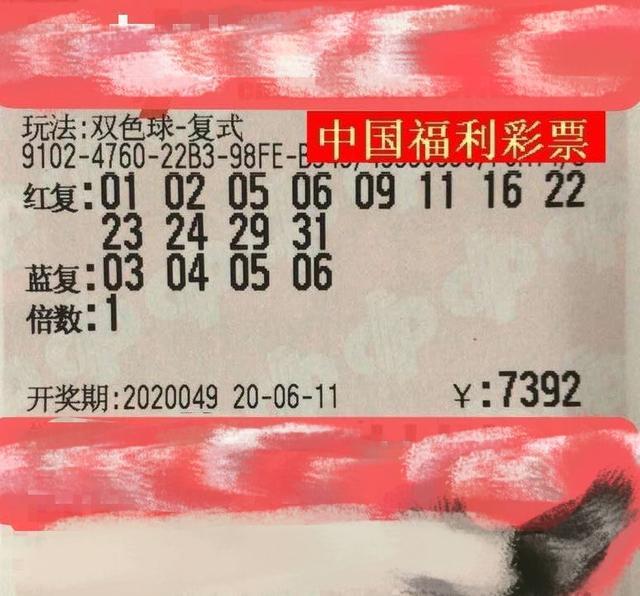 玩法:双色球-复式
中国福利彩票
9102-4760-22B3-98FE-
红复:01 02 05 06 09 11 16 22
23 24 29 31
蓝复:03 04 05 06
倍数:1
开奖期:2020049 20-06-11 ￥:7392